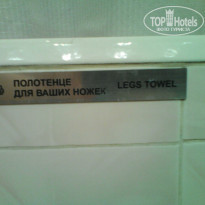 TOP Hotels
ПОЛОТЕНЦЕ
ДЛЯ ВАШИХ НОЖЕК LEGS TOWEL